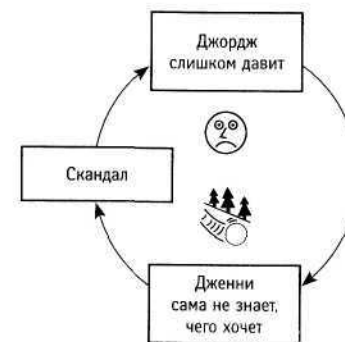 Джордж
слишком давит
Скандал
Дженни
сама не знает,
чего хочет